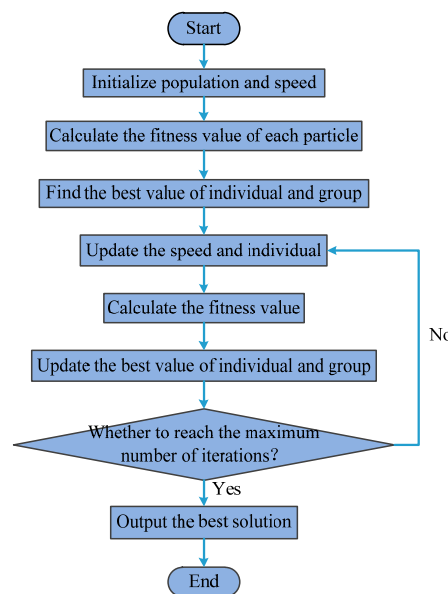 Start
Initialize population and speed
Calculate the fitness value of each particle
Find the best value of individual and group
Update the speed and individual
Calculate the fitness value
No
Update the best value of individual and group
Whether to reach the maximum
number of iterations?
Yes
Output the best solution
End